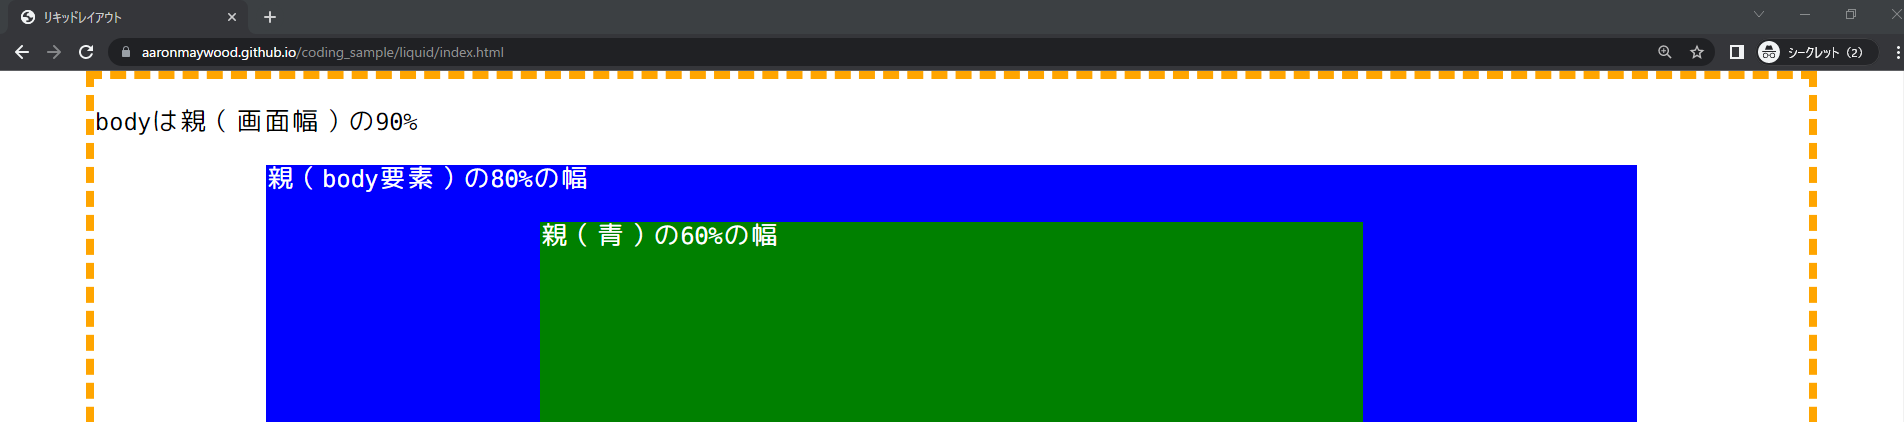 リキッドレイアウト
aaronmaywood.github.io/coding_sample/liquid/index.html
シークレット (2)
bodyは親（画面幅）の90%
親（body要素）の80%の幅
親（青）の60%の幅